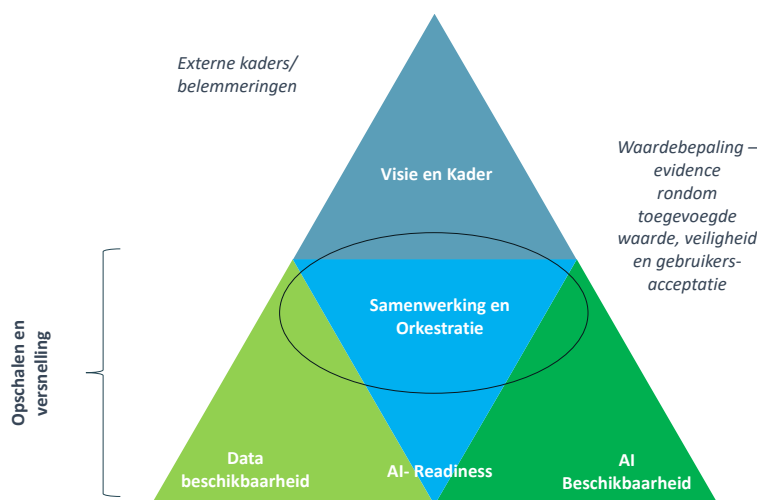 Externe kaders/
belemmeringen
Visie en Kader
Waardebepaling –
evidence
rondom
toegevoegde
waarde, veiligheid
en gebruikers-
acceptatie
Samenwerking en
Orkestratie
Opschalen en
versnelling
Data
beschikbaarheid
AI- Readiness
AI
Beschikbaarheid